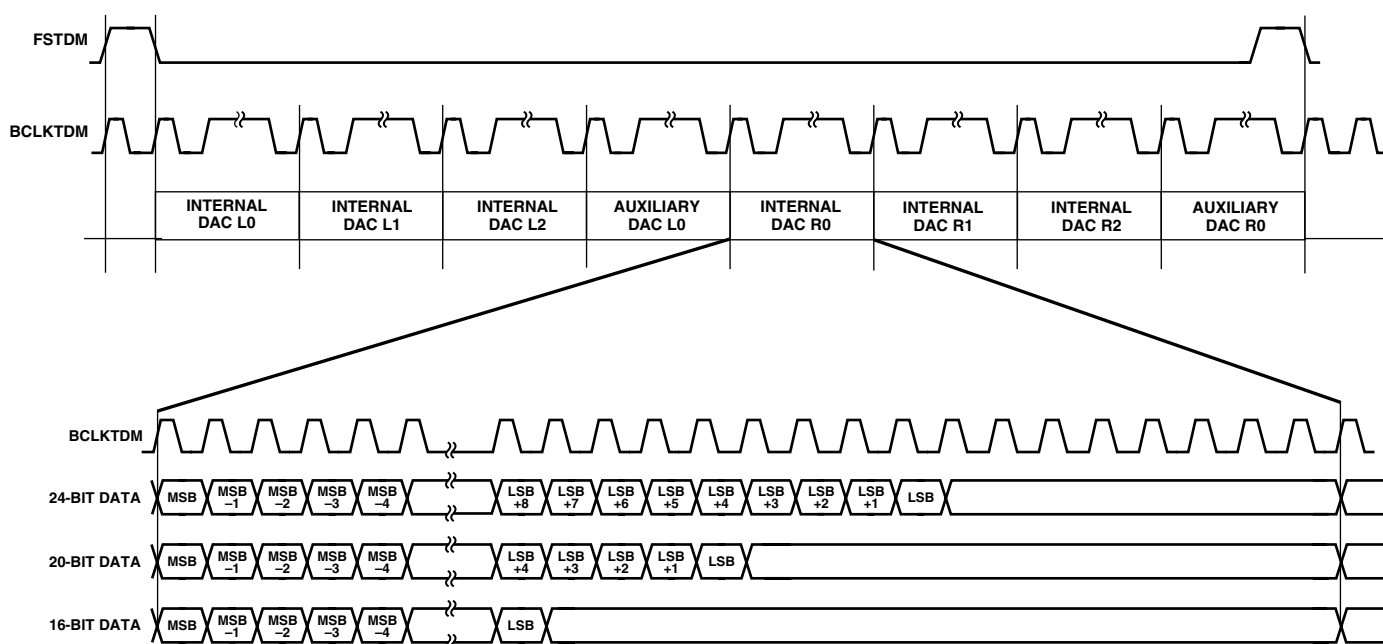 FSTDM
BCLKTDM
INTERNAL DAC L0
INTERNAL DAC L1
INTERNAL DAC L2
AUXILIARY DAC L0
INTERNAL DAC R0
INTERNAL DAC R1
INTERNAL DAC R2
AUXILIARY DAC R0
BCLKTDM
24-BIT DATA MSB MSB –1 MSB –2 MSB –3 MSB –4 LSB +8 LSB +7 LSB +6 LSB +5 LSB +4 LSB +3 LSB +2 LSB +1 LSB
20-BIT DATA MSB MSB –1 MSB –2 MSB –3 MSB –4 LSB +4 LSB +3 LSB +2 LSB +1 LSB
16-BIT DATA MSB MSB –1 MSB –2 MSB –3 MSB –4 LSB